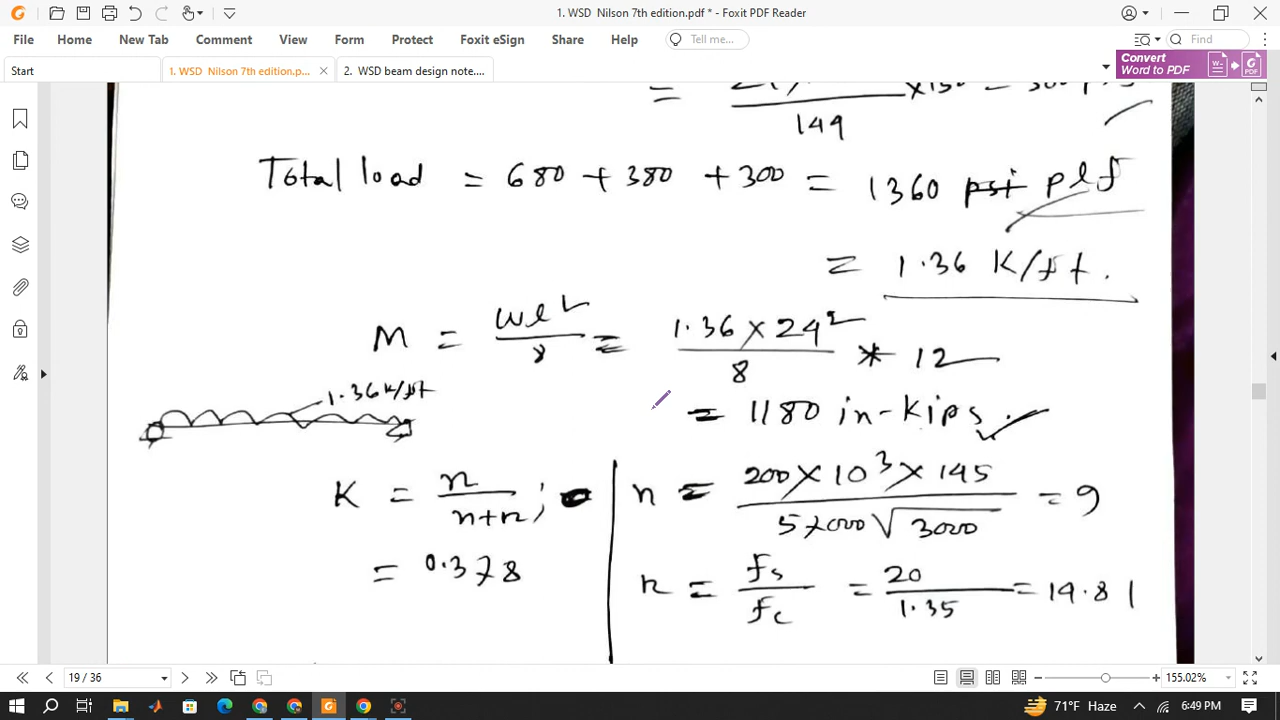 1. WSD Nilson 7th edition.pdf * - Foxit PDF Reader
File Home New Tab Comment View Form Protect Foxit eSign Share Help Tell me... Find
Start 1. WSD Nilson 7th edition.p... 2. WSD beam design note....
Convert
Word to PDF
149
Total load = 680 + 380 + 300 = 1360 psi plf
= 1.36 K/ft.
M = wl² / 8 = 1.36 × 24² / 8 * 12
1.36 K/ft
= 1180 in-kips.
K = n / n+r ; n = 200 × 10³ × 145 / 57000 √3000 = 9
= 0.378
r = fs / fc = 20 / 1.35 = 14.81
19 / 36 155.02%
71°F Haze 6:49 PM